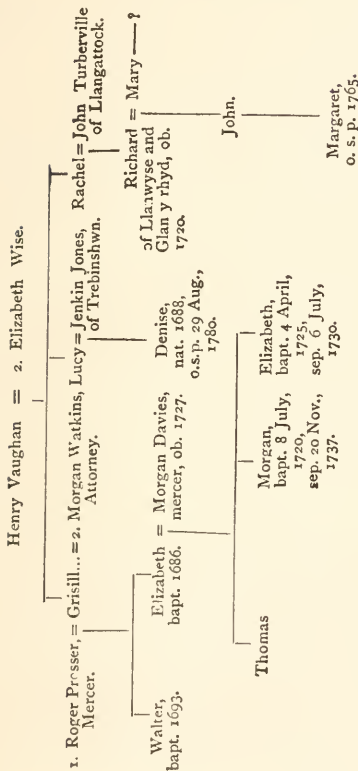 Henry Vaughan = 2. Elizabeth Wise.
1. Roger Prosser, = Grisill... = 2. Morgan Watkins,
Mercer.
Attorney.
Lucy = Jenkin Jones,
of Trebinshwn.
Rachel = John Turberville
of Llangattock.
Walter,
bapt. 1693.
Elizabeth = Morgan Davies,
bapt. 1686.
mercer, ob. 1727.
Denise,
nat. 1688,
o.s.p. 29 Aug.,
1780.
Richard = Mary — ?
of Llanwyse and
Glan y rhyd, ob.
1720.
Thomas
Morgan,
bapt. 8 July,
1720,
sep. 20 Nov.,
1737.
Elizabeth,
bapt. 4 April,
1725,
sep. 6 July,
1730.
John.
Margaret,
o. s. p. 1765.